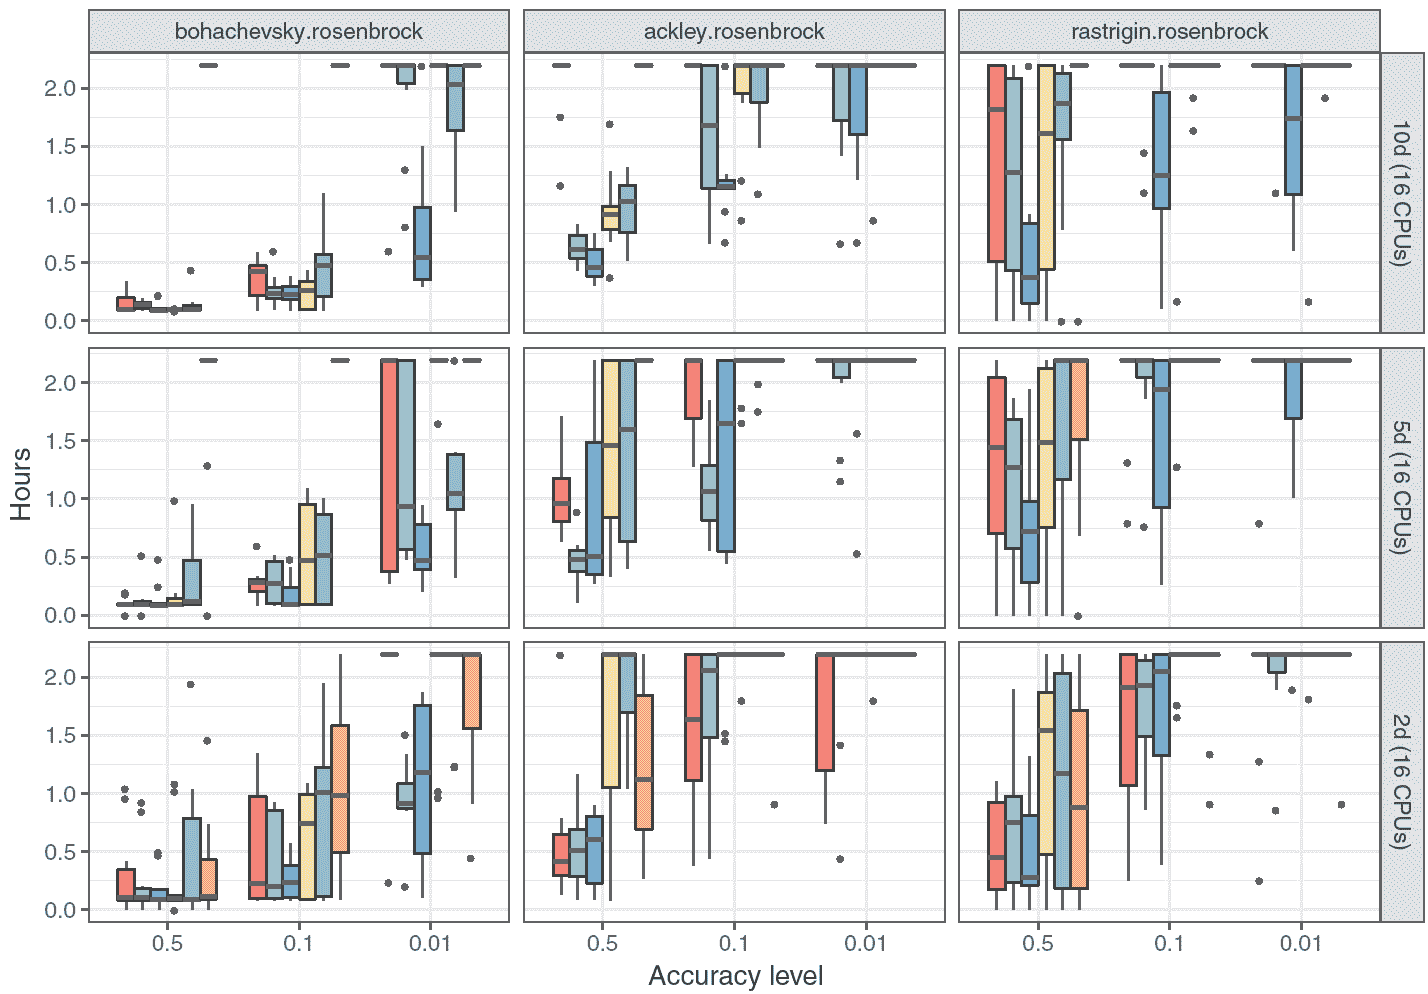 bohachevsky.rosenbrock ackley.rosenbrock rastrigin.rosenbrock
2.0
1.5
1.0
0.5
0.0
10d (16 CPUs)
2.0
1.5
1.0
0.5
0.0
5d (16 CPUs)
2.0
1.5
1.0
0.5
0.0
2d (16 CPUs)
Hours
0.5 0.1 0.01 0.5 0.1 0.01 0.5 0.1 0.01
Accuracy level